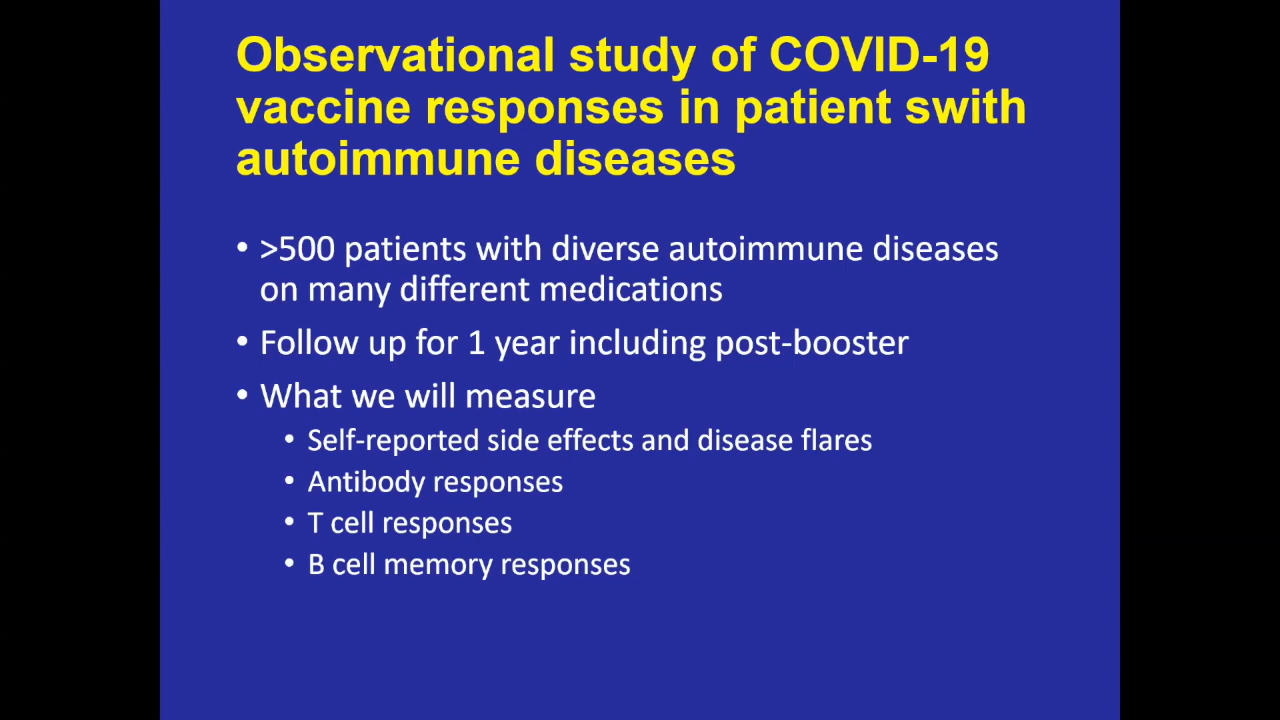 Observational study of COVID-19
vaccine responses in patient swith
autoimmune diseases
• >500 patients with diverse autoimmune diseases
on many different medications
• Follow up for 1 year including post-booster
• What we will measure
• Self-reported side effects and disease flares
• Antibody responses
• T cell responses
• B cell memory responses